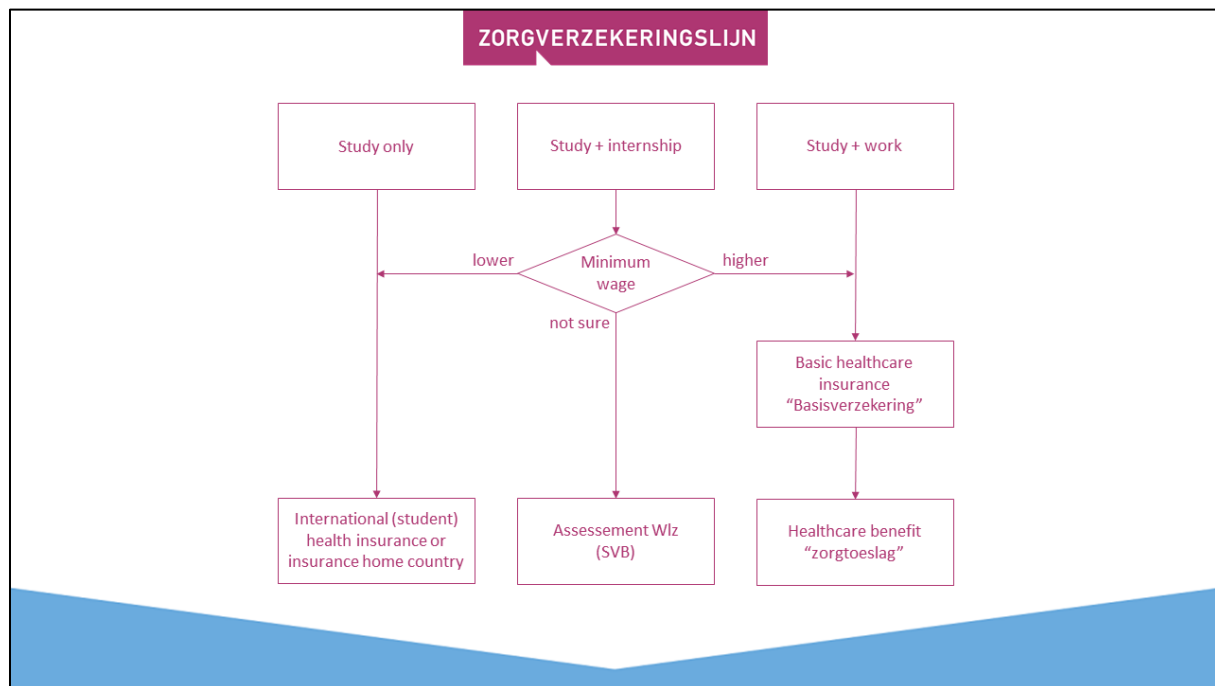 ZORGVERZEKERINGSLIJN
Study only
Study + internship
Study + work
lower
Minimum
wage
higher
not sure
Basic healthcare
insurance
“Basisverzekering”
International (student)
health insurance or
insurance home country
Assessement Wlz
(SVB)
Healthcare benefit
“zorgtoeslag”